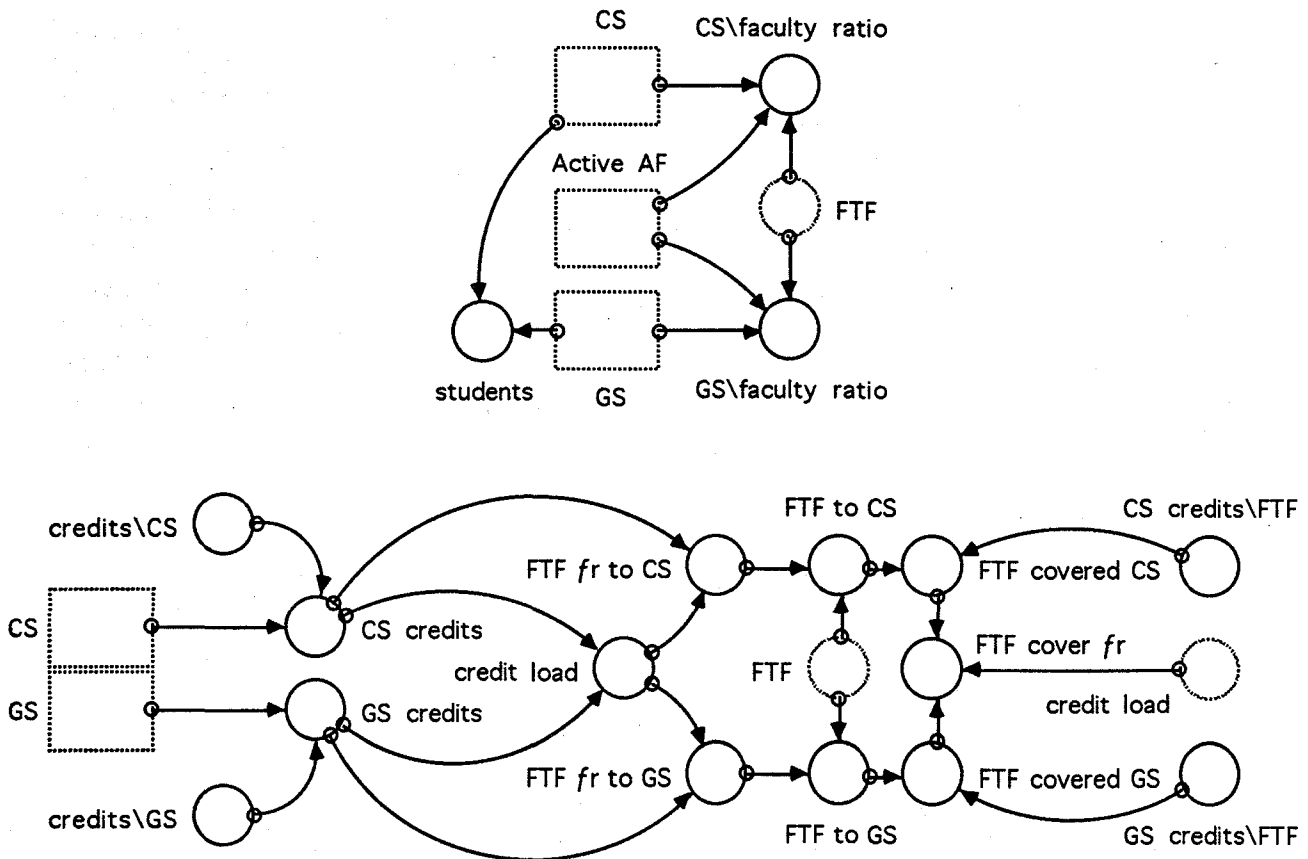 CS
CS\faculty ratio
Active AF
FTF
students
GS
GS\faculty ratio
credits\CS
FTF to CS
CS credits\FTF
FTF fr to CS
FTF covered CS
CS
CS credits
credit load
FTF
FTF cover fr
GS
GS credits
credit load
FTF fr to GS
FTF covered GS
credits\GS
FTF to GS
GS credits\FTF